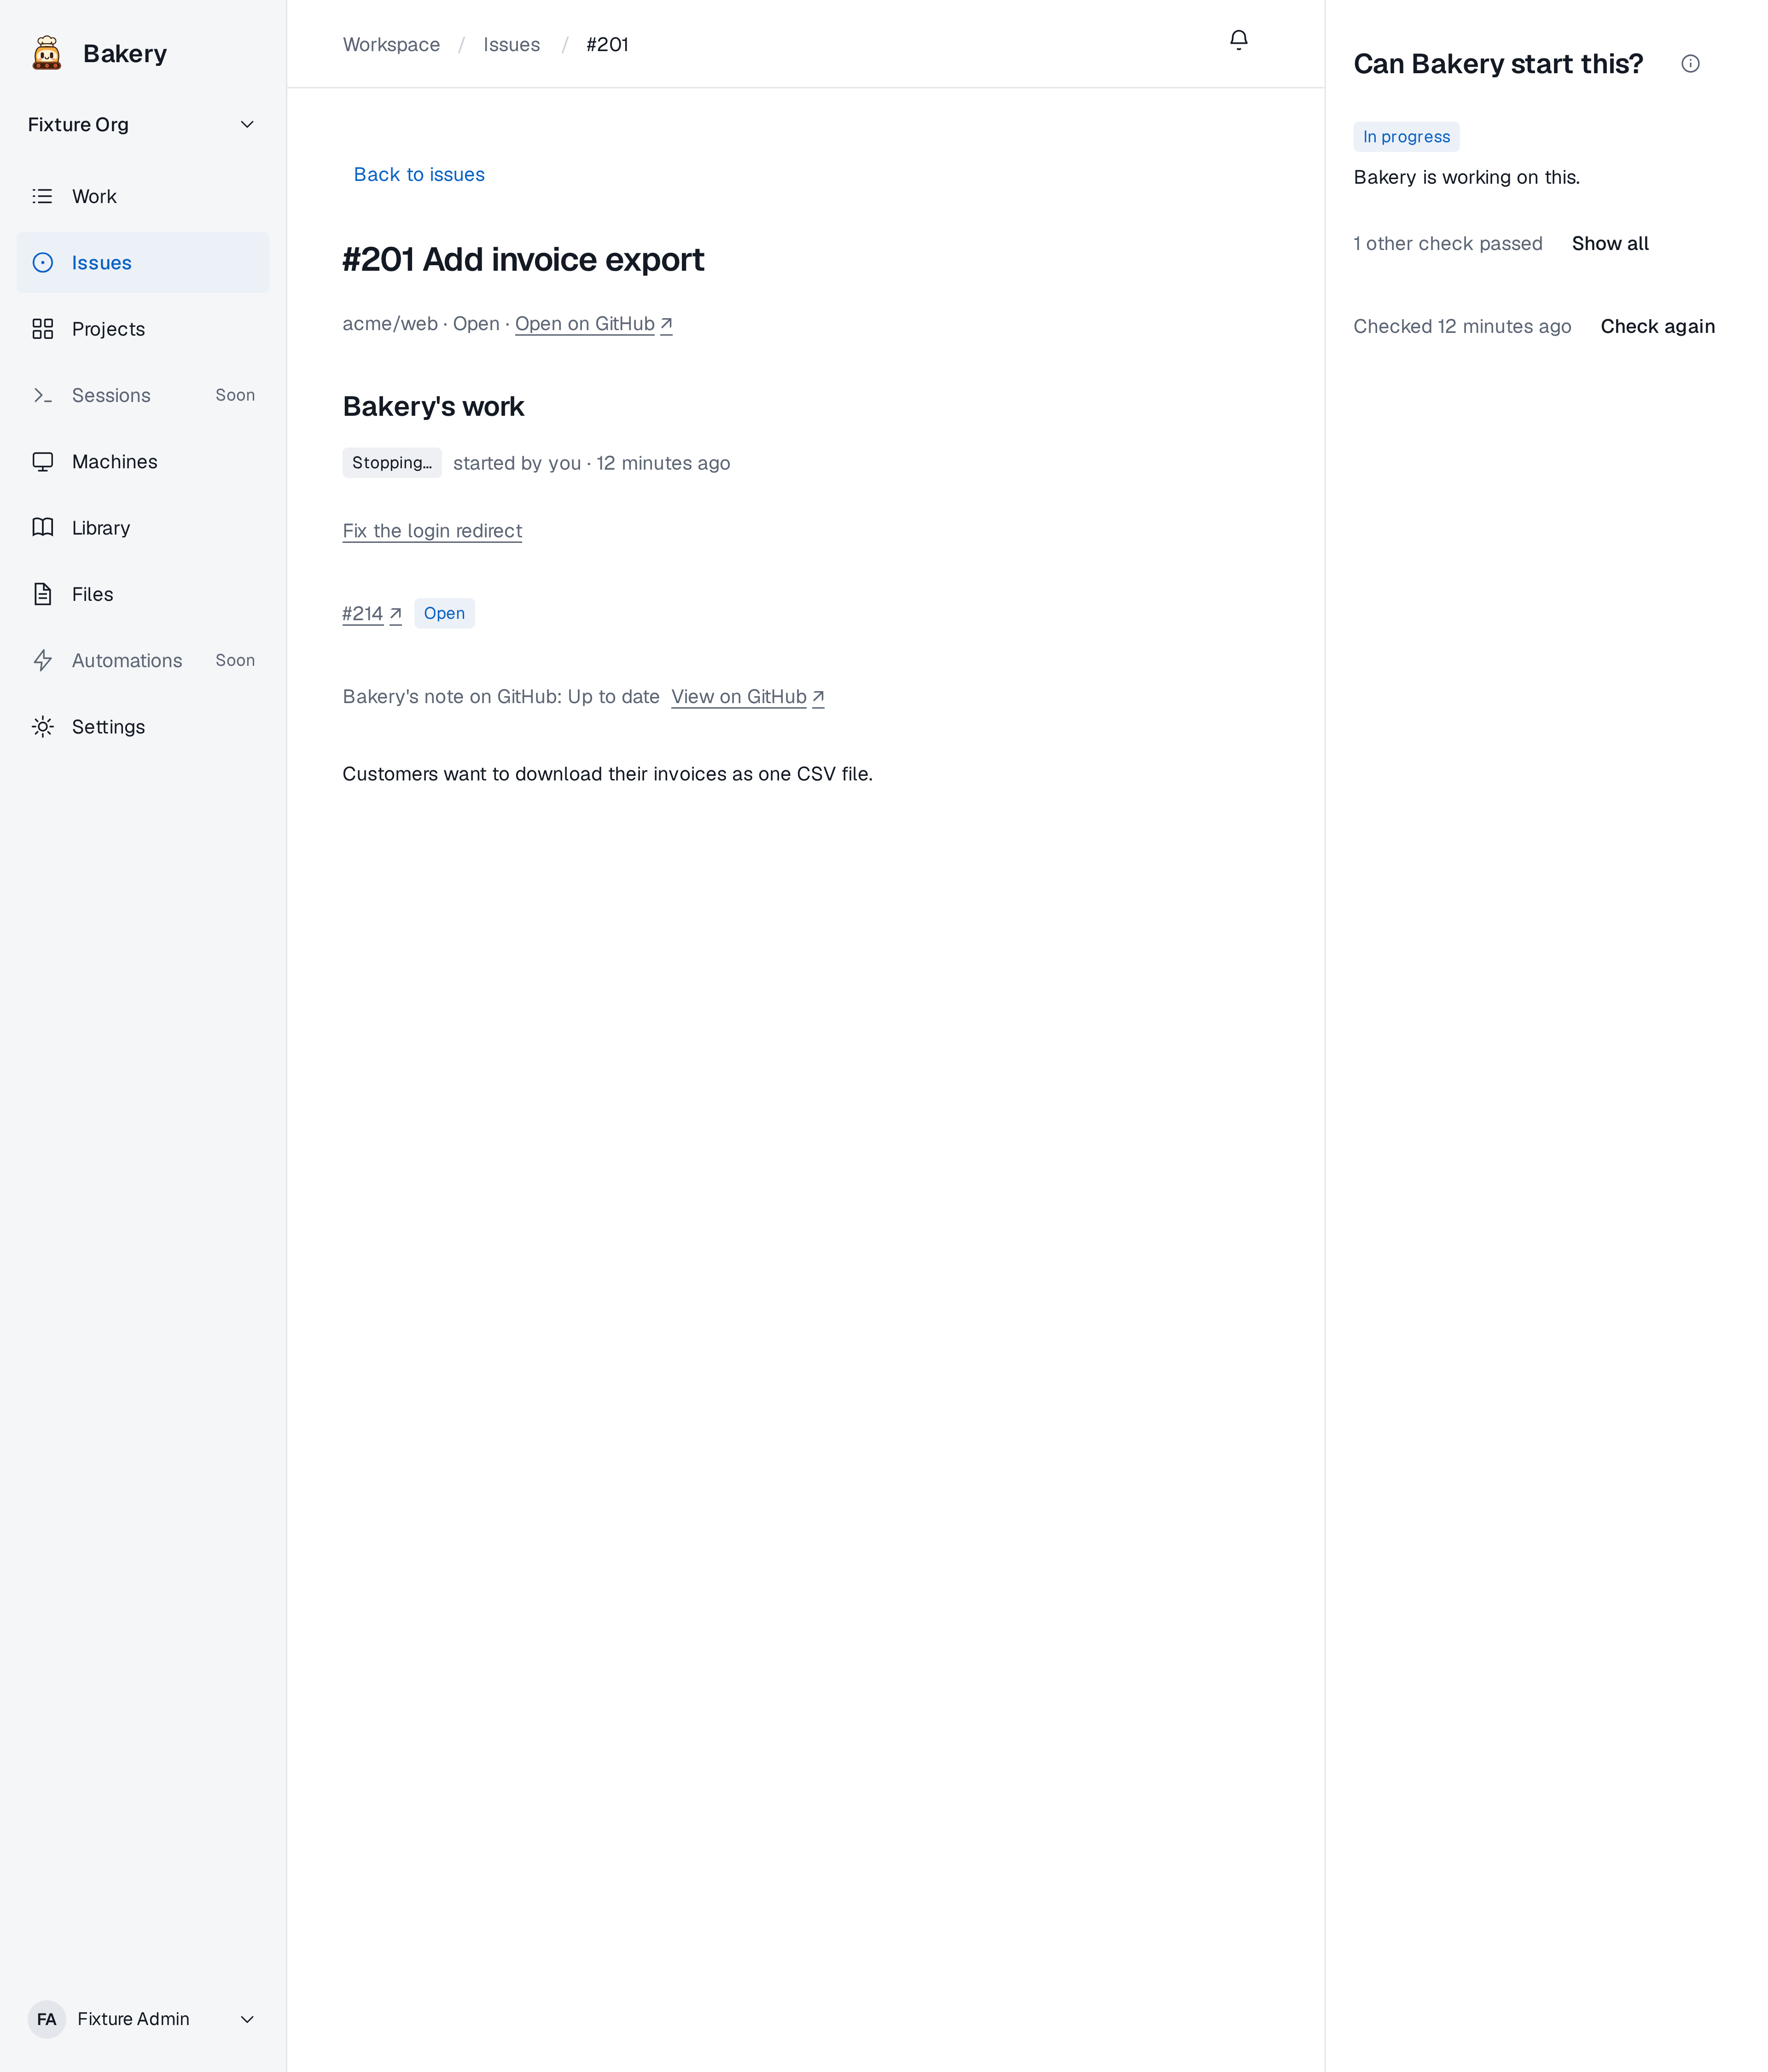 Bakery
Fixture Org
Work
Issues
Projects
Sessions Soon
Machines
Library
Files
Automations Soon
Settings
FA Fixture Admin
Workspace / Issues / #201
Back to issues
#201 Add invoice export
acme/web · Open · Open on GitHub ↗
Bakery's work
Stopping... started by you · 12 minutes ago
Fix the login redirect
#214 ↗ Open
Bakery's note on GitHub: Up to date View on GitHub ↗
Customers want to download their invoices as one CSV file.
Can Bakery start this?
In progress
Bakery is working on this.
1 other check passed Show all
Checked 12 minutes ago Check again